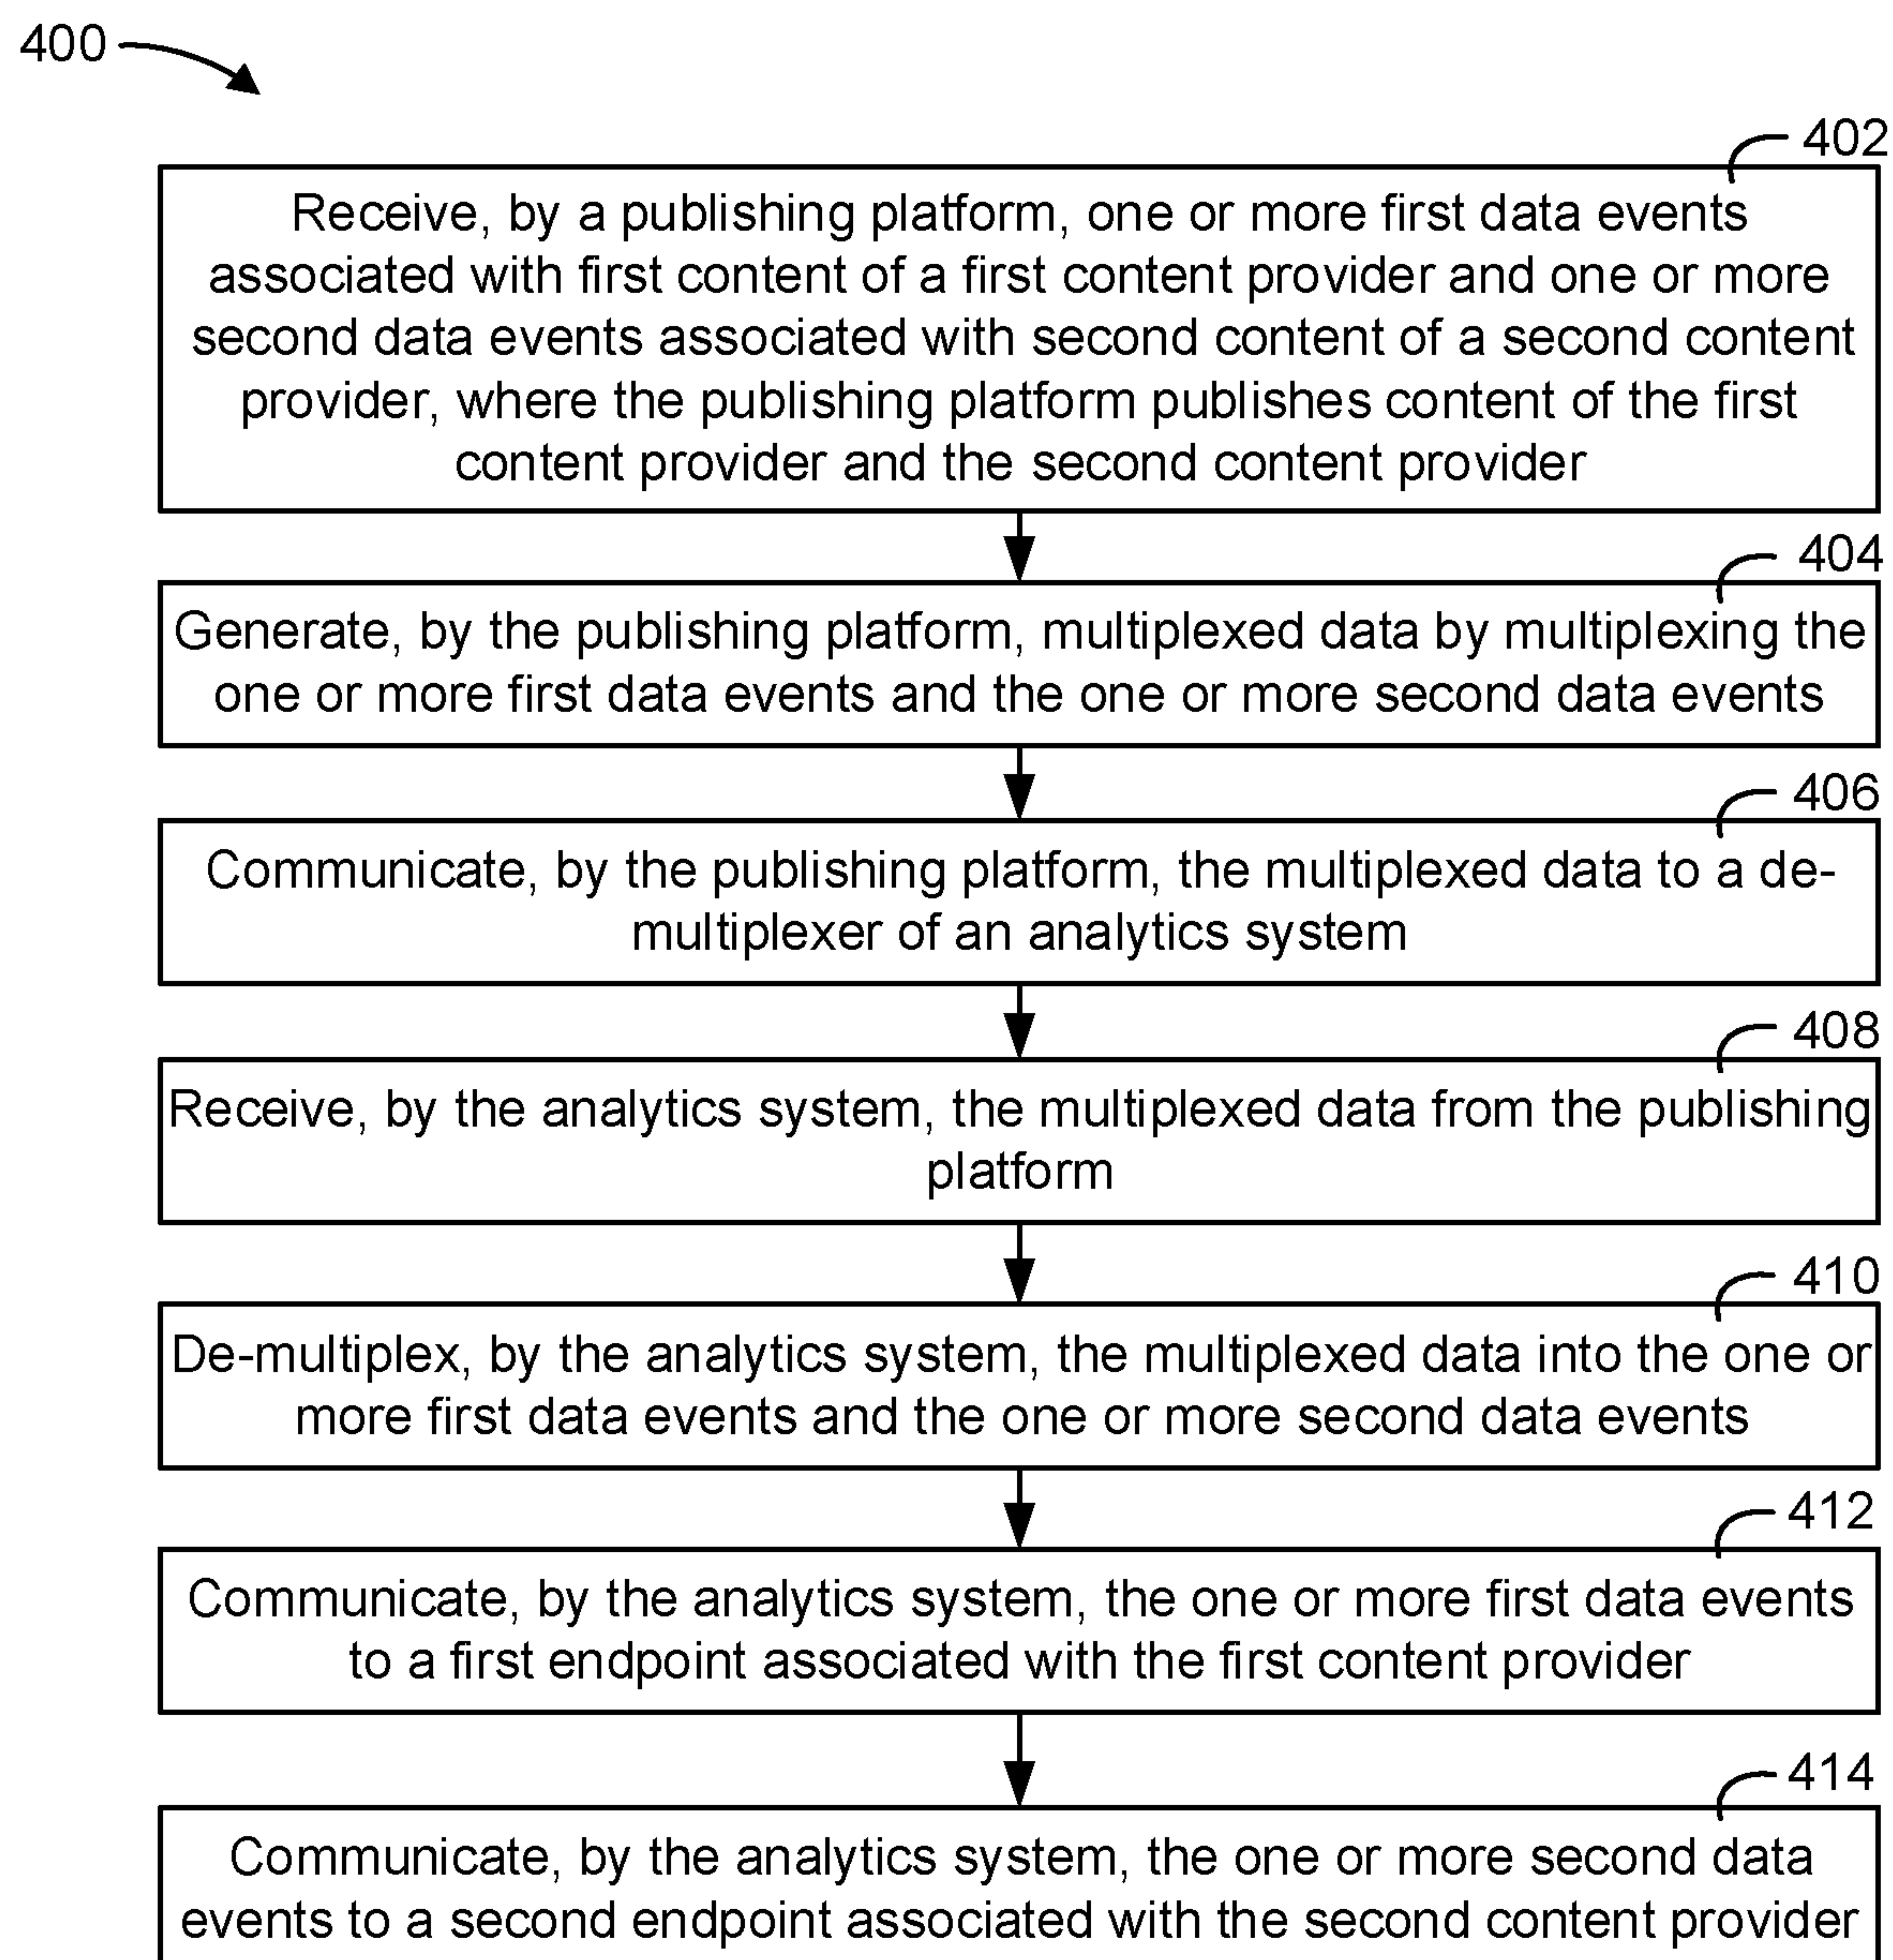 400
402
Receive, by a publishing platform, one or more first data events
associated with first content of a first content provider and one or more
second data events associated with second content of a second content
provider, where the publishing platform publishes content of the first
content provider and the second content provider
404
Generate, by the publishing platform, multiplexed data by multiplexing the
one or more first data events and the one or more second data events
406
Communicate, by the publishing platform, the multiplexed data to a de-
multiplexer of an analytics system
408
Receive, by the analytics system, the multiplexed data from the publishing
platform
410
De-multiplex, by the analytics system, the multiplexed data into the one or
more first data events and the one or more second data events
412
Communicate, by the analytics system, the one or more first data events
to a first endpoint associated with the first content provider
414
Communicate, by the analytics system, the one or more second data
events to a second endpoint associated with the second content provider